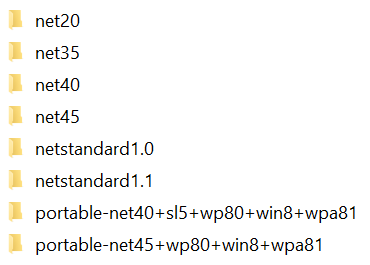 net20
net35
net40
net45
netstandard1.0
netstandard1.1
portable-net40+sl5+wp80+win8+wpa81
portable-net45+wp80+win8+wpa81